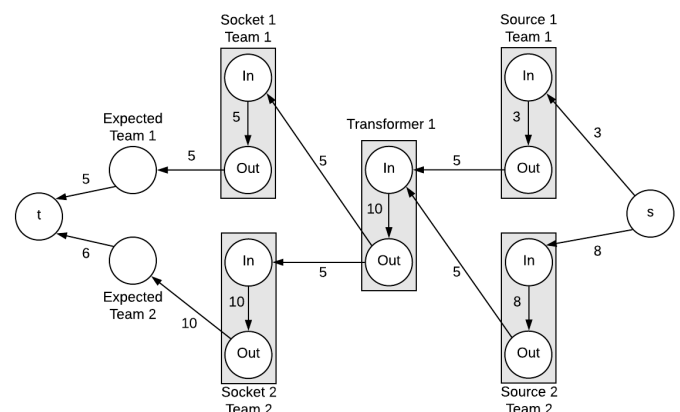 Socket 1
Team 1
Source 1
Team 1
In
5
Out
In
3
Out
Expected
Team 1
Transformer 1
In
10
Out
5
5
5
5
3
t
s
6
8
5
5
10
Expected
Team 2
In
10
Out
In
8
Out
Socket 2
Team 2
Source 2
Team 2